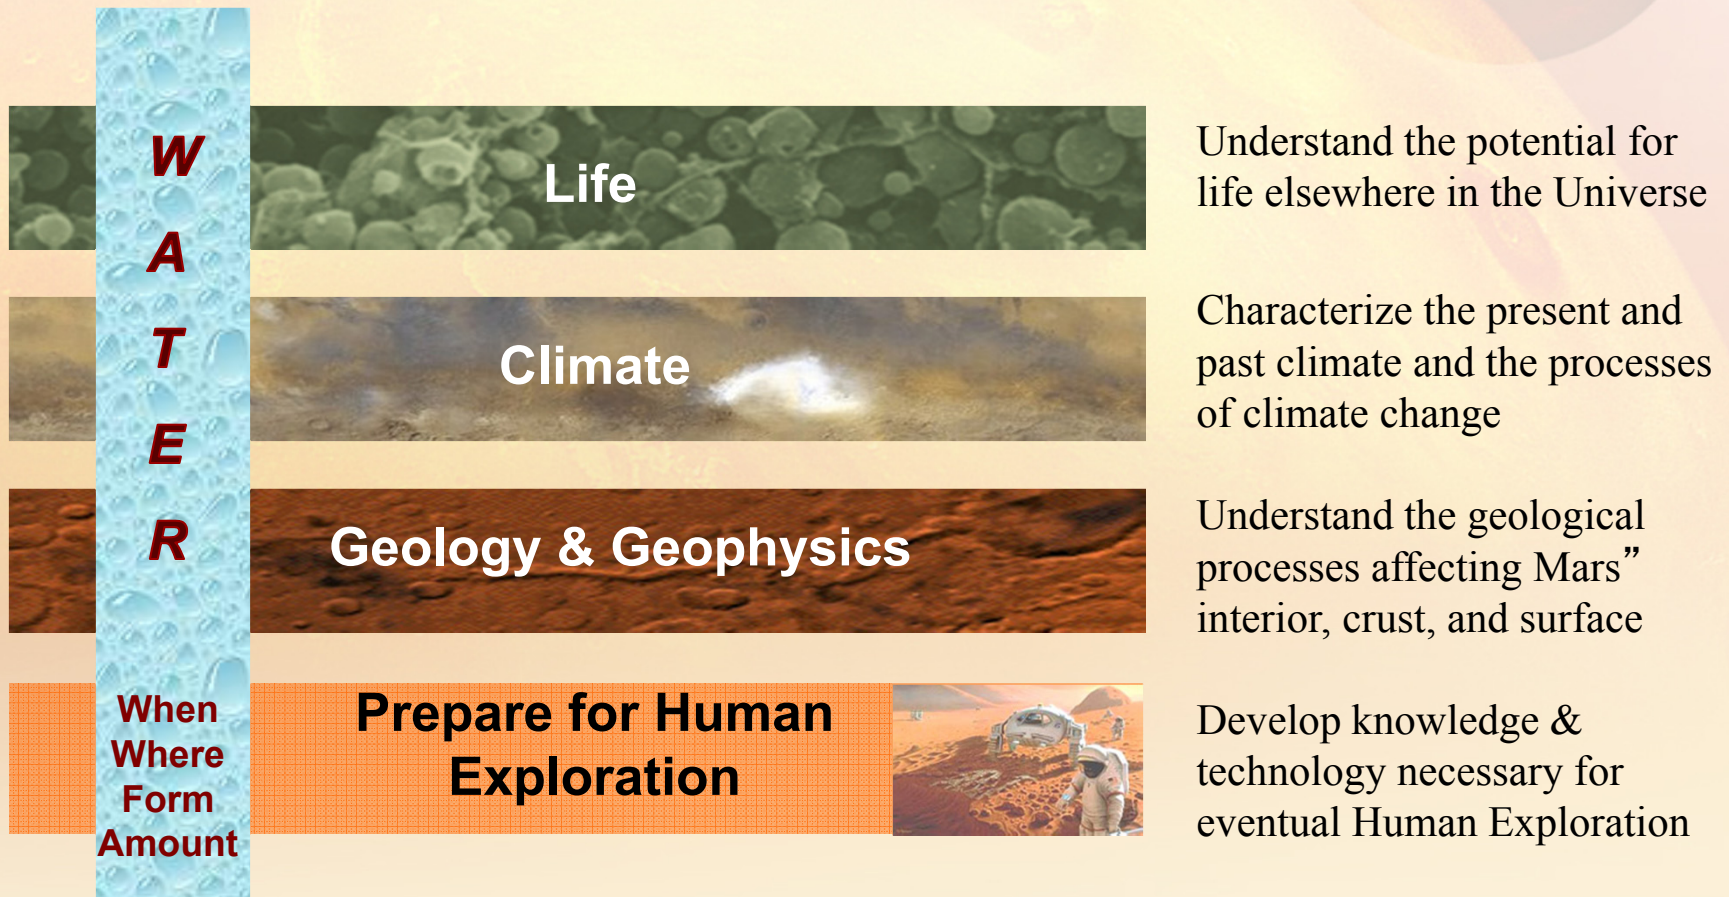 W
A
T
E
R
When
Where
Form
Amount
Life
Understand the potential for
life elsewhere in the Universe
Climate
Characterize the present and
past climate and the processes
of climate change
Geology & Geophysics
Understand the geological
processes affecting Mars”
interior, crust, and surface
Prepare for Human
Exploration
Develop knowledge &
technology necessary for
eventual Human Exploration